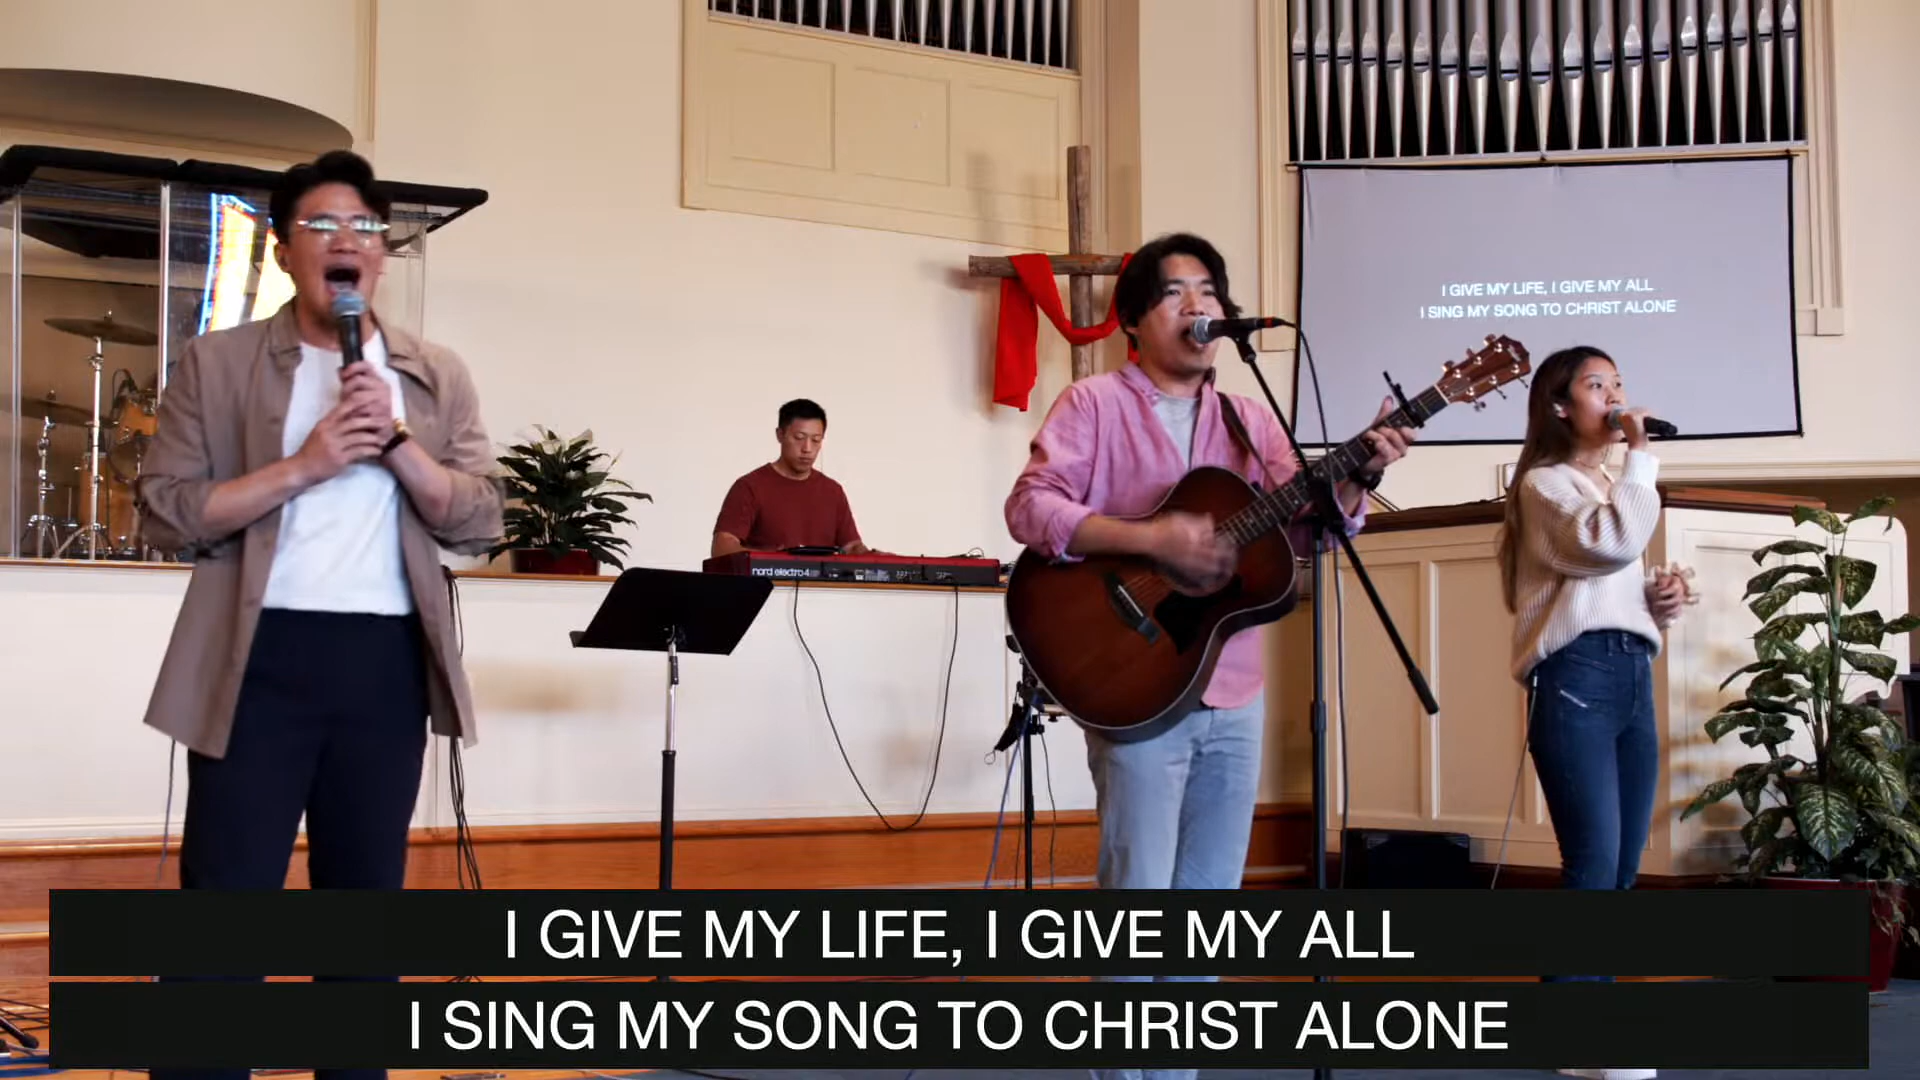 I GIVE MY LIFE, I GIVE MY ALL
I SING MY SONG TO CHRIST ALONE
nord electro 4
I GIVE MY LIFE, I GIVE MY ALL
I SING MY SONG TO CHRIST ALONE